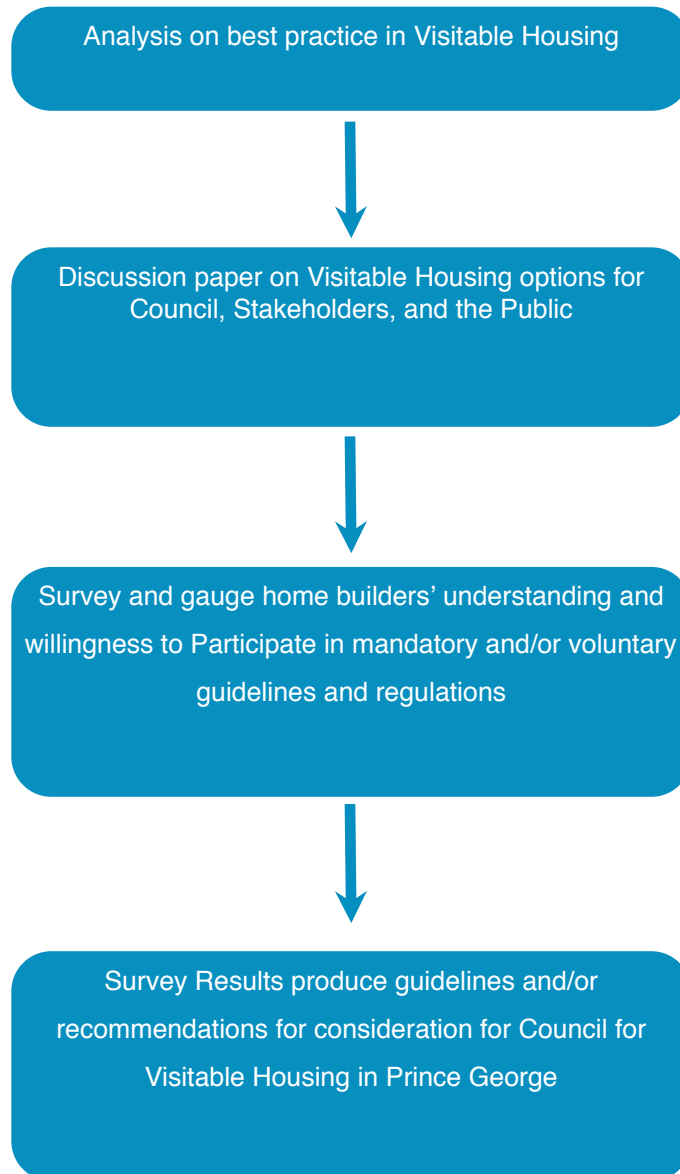 Analysis on best practice in Visitable Housing
Discussion paper on Visitable Housing options for
Council, Stakeholders, and the Public
Survey and gauge home builders’ understanding and
willingness to Participate in mandatory and/or voluntary
guidelines and regulations
Survey Results produce guidelines and/or
recommendations for consideration for Council for
Visitable Housing in Prince George